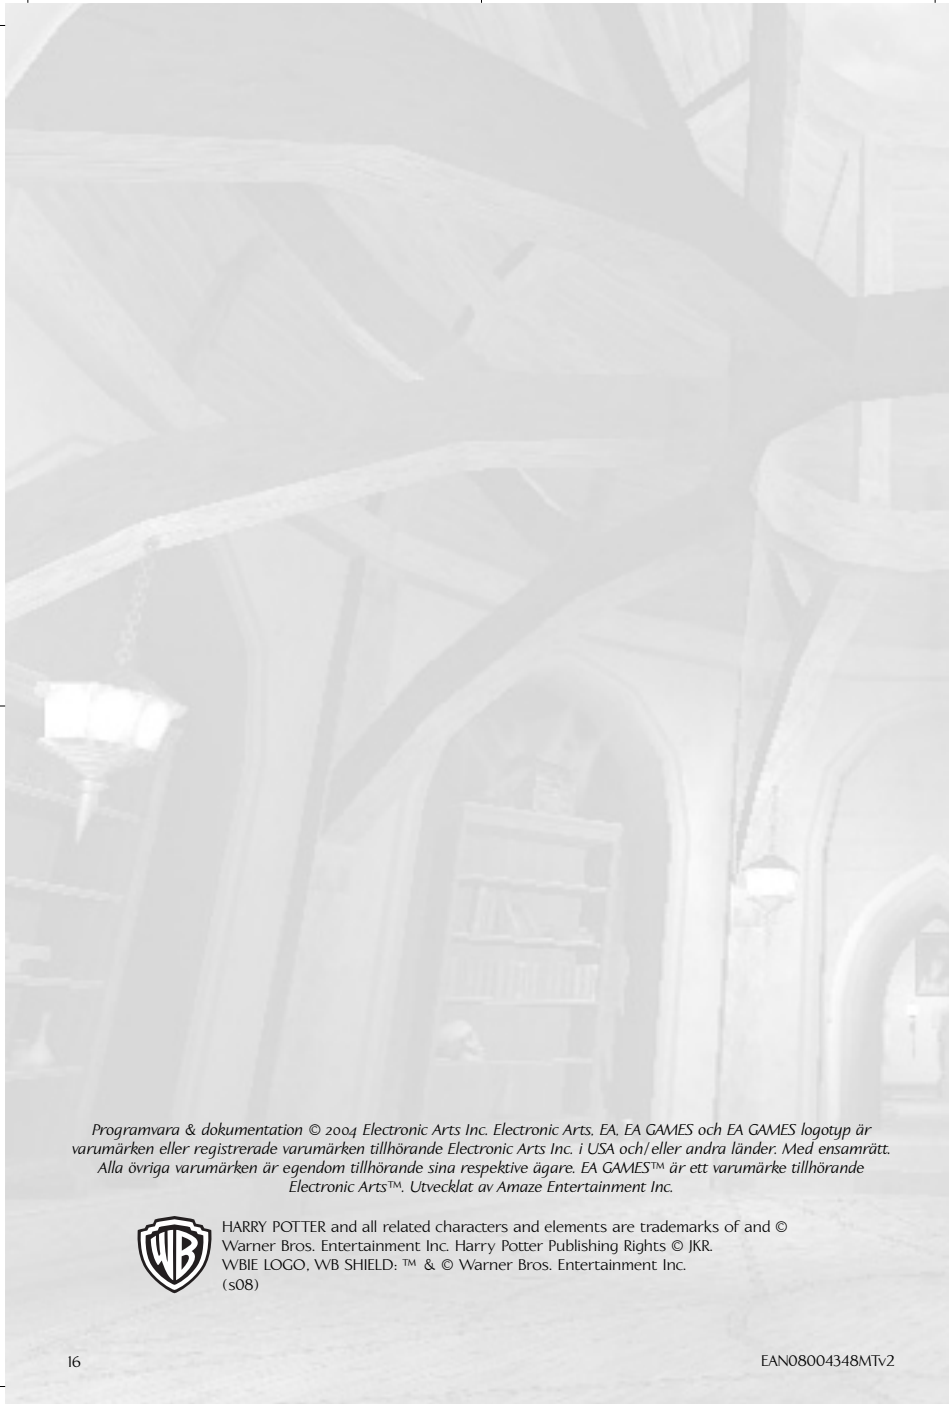 Programvara & dokumentation © 2004 Electronic Arts Inc. Electronic Arts, EA, EA GAMES och EA GAMES logotyp är
varumärken eller registrerade varumärken tillhörande Electronic Arts Inc. i USA och/eller andra länder. Med ensamrätt.
Alla övriga varumärken är egendom tillhörande sina respektive ägare. EA GAMES™ är ett varumärke tillhörande
Electronic Arts™. Utvecklat av Amaze Entertainment Inc.
WB
HARRY POTTER and all related characters and elements are trademarks of and ©
Warner Bros. Entertainment Inc. Harry Potter Publishing Rights © JKR.
WBIE LOGO, WB SHIELD: ™ & © Warner Bros. Entertainment Inc.
(s08)
16
EAN08004348MTv2